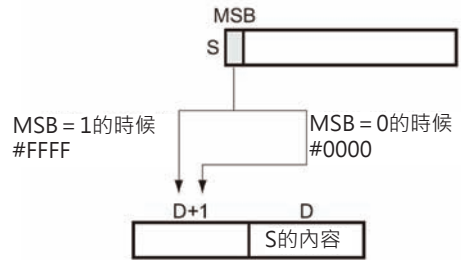 MSB
S
MSB = 1的時候
#FFFF
MSB = 0的時候
#0000
D+1
D
S的內容